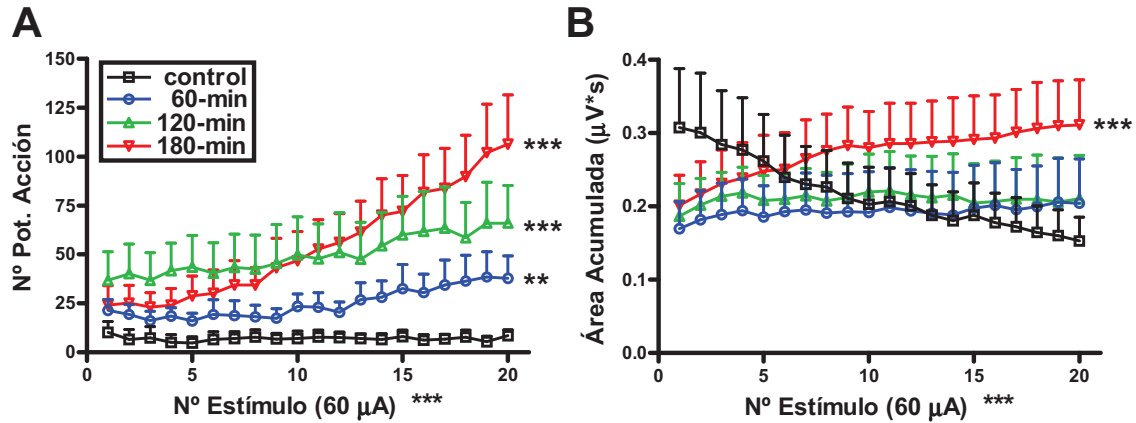 A
150
125
100
75
50
25
0
Nº Pot. Acción
control
60-min
120-min
180-min
***
***
**
0 5 10 15 20
Nº Estímulo (60 µA) ***
B
0.4
0.3
0.2
0.1
0.0
Área Acumulada (µV*s)
***
0 5 10 15 20
Nº Estímulo (60 µA) ***